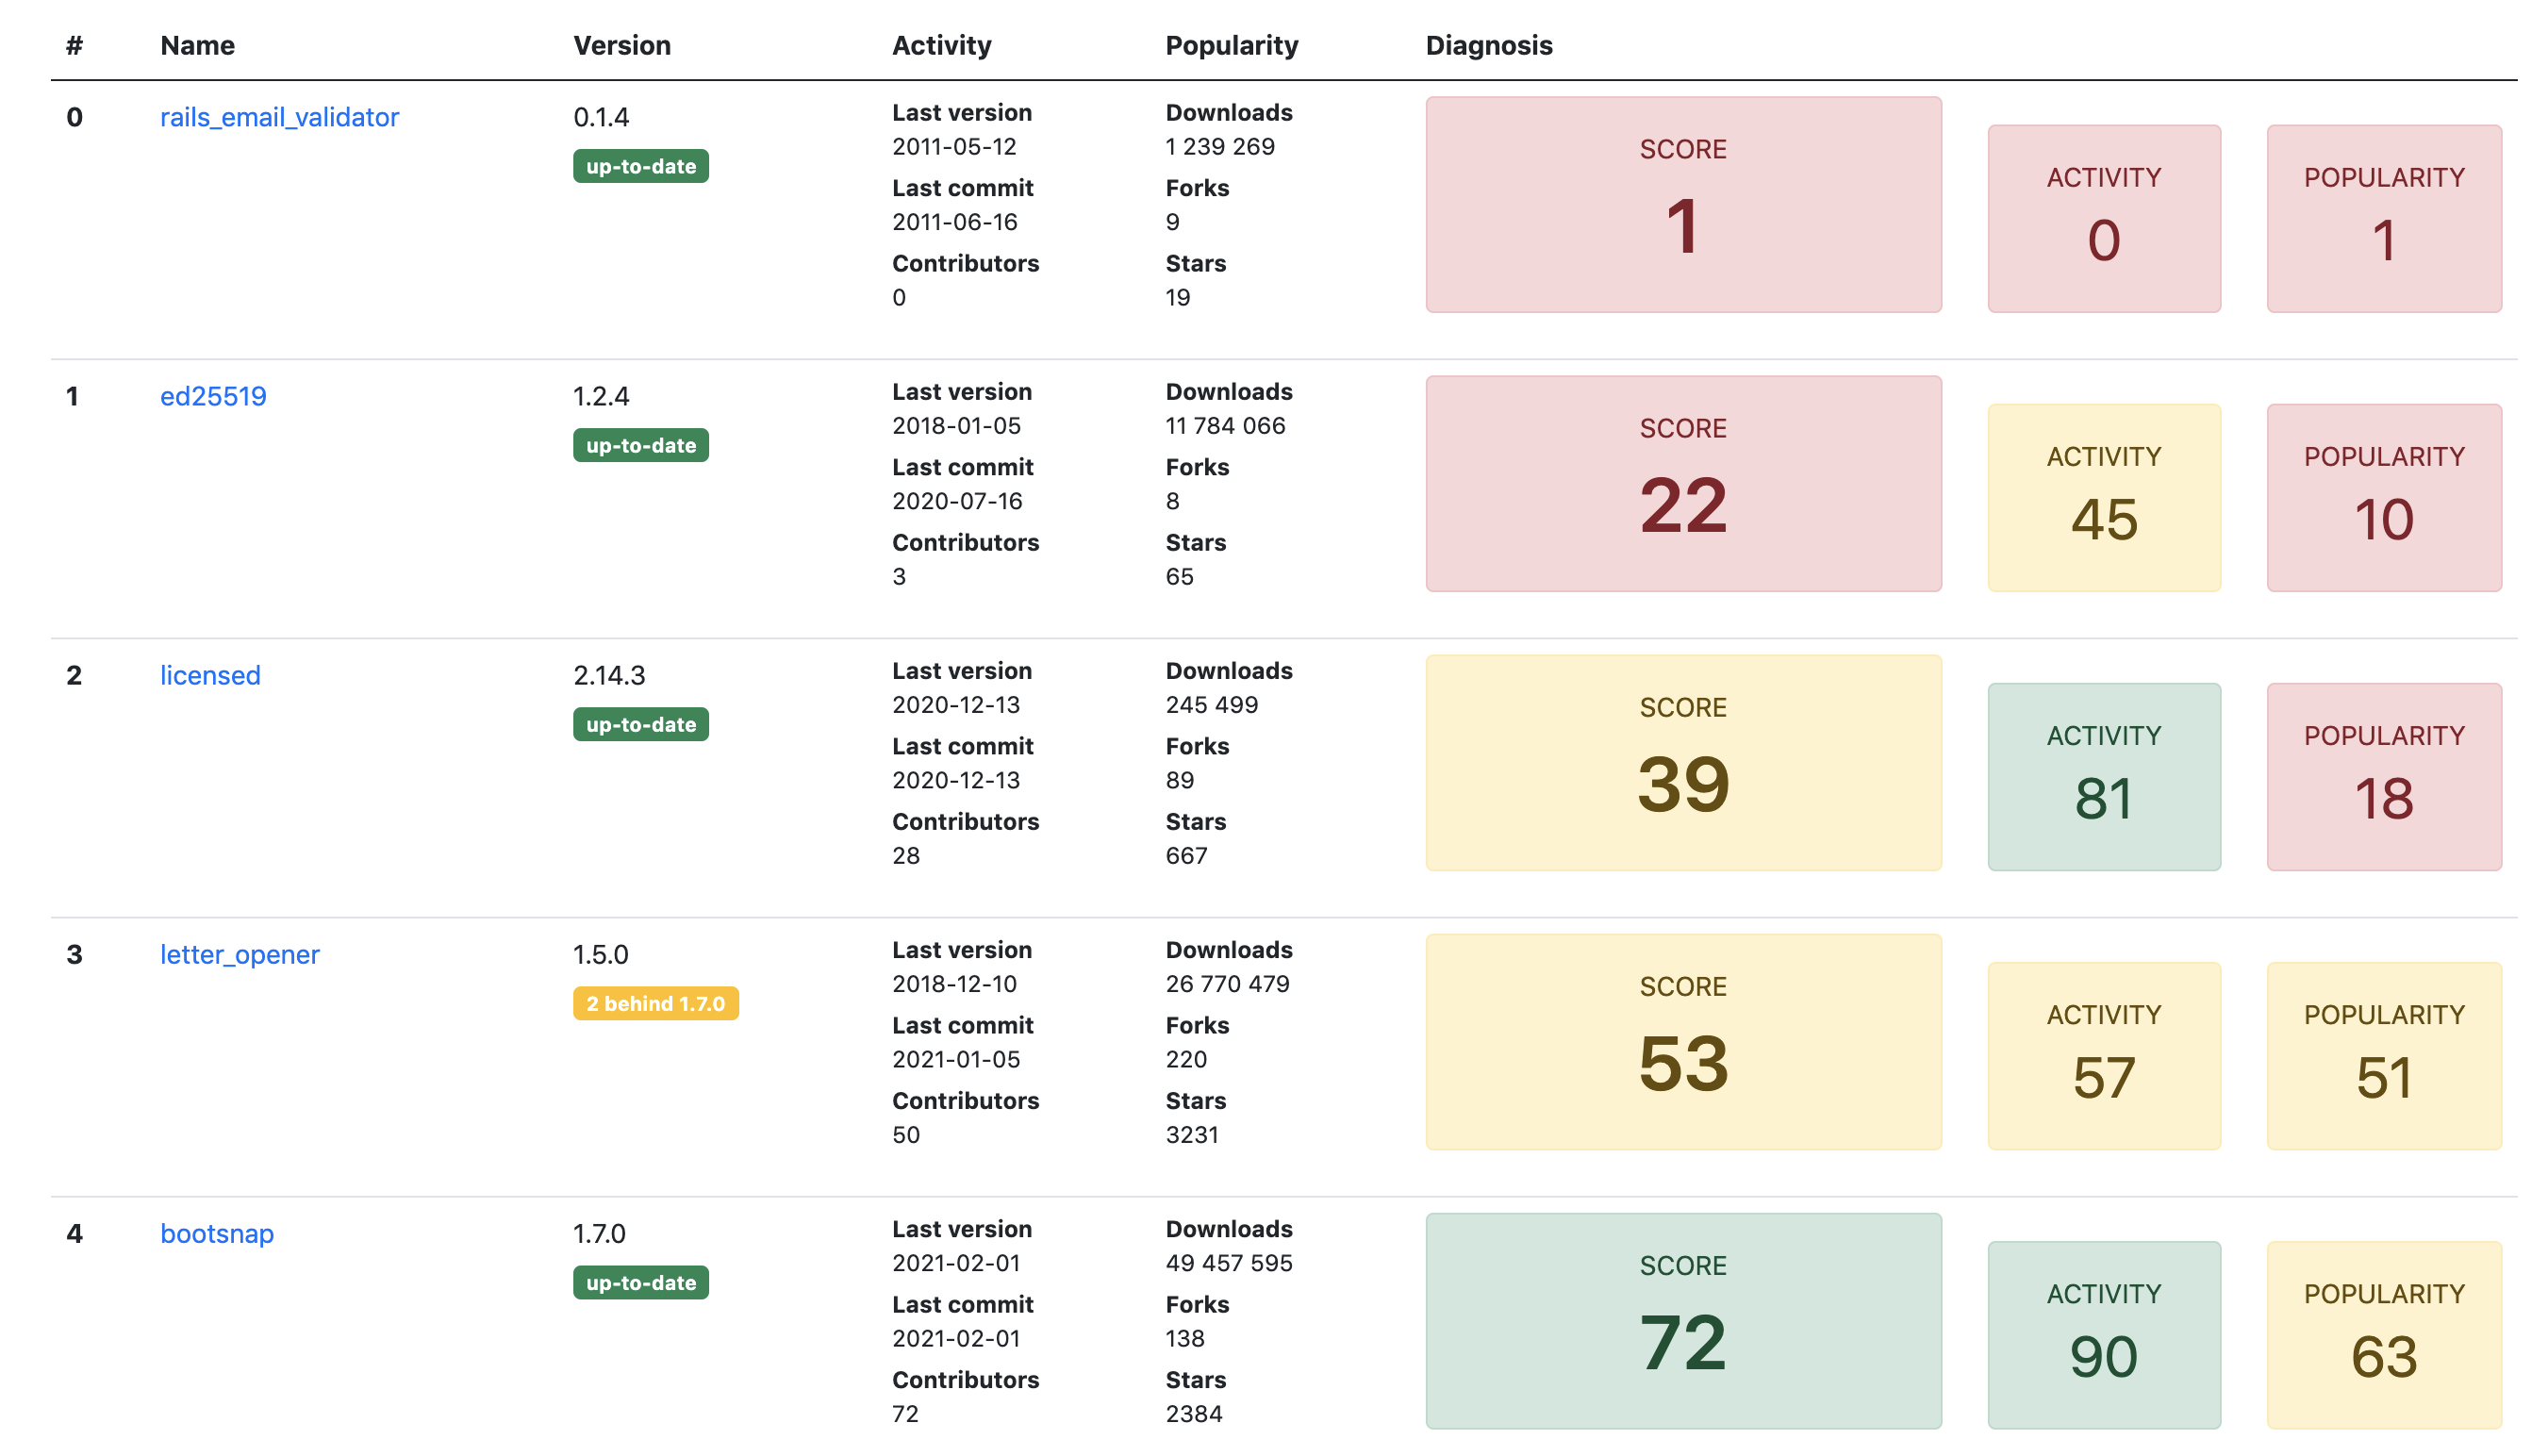 # Name Version Activity Popularity Diagnosis
0 rails_email_validator 0.1.4
up-to-date
Last version
2011-05-12
Last commit
2011-06-16
Contributors
0
Downloads
1 239 269
Forks
9
Stars
19
SCORE
1
ACTIVITY
0
POPULARITY
1
1 ed25519 1.2.4
up-to-date
Last version
2018-01-05
Last commit
2020-07-16
Contributors
3
Downloads
11 784 066
Forks
8
Stars
65
SCORE
22
ACTIVITY
45
POPULARITY
10
2 licensed 2.14.3
up-to-date
Last version
2020-12-13
Last commit
2020-12-13
Contributors
28
Downloads
245 499
Forks
89
Stars
667
SCORE
39
ACTIVITY
81
POPULARITY
18
3 letter_opener 1.5.0
2 behind 1.7.0
Last version
2018-12-10
Last commit
2021-01-05
Contributors
50
Downloads
26 770 479
Forks
220
Stars
3231
SCORE
53
ACTIVITY
57
POPULARITY
51
4 bootsnap 1.7.0
up-to-date
Last version
2021-02-01
Last commit
2021-02-01
Contributors
72
Downloads
49 457 595
Forks
138
Stars
2384
SCORE
72
ACTIVITY
90
POPULARITY
63